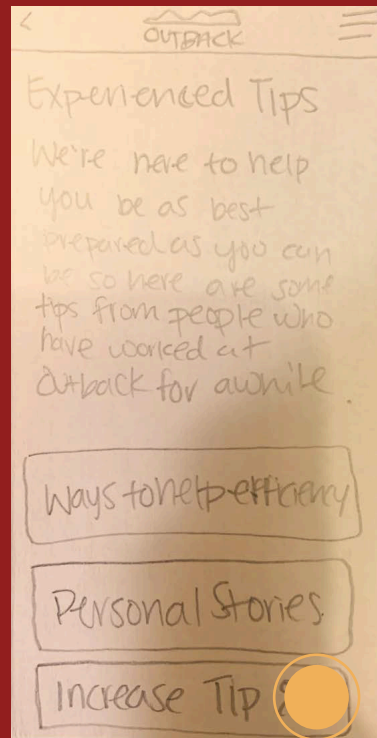 <
OUTBACK
Experienced Tips
We're here to help
you be as best
prepared as you can
be so here are some
tips from people who
have worked at
Outback for awhile.
Ways to help efficiency
Personal Stories
Increase Tip